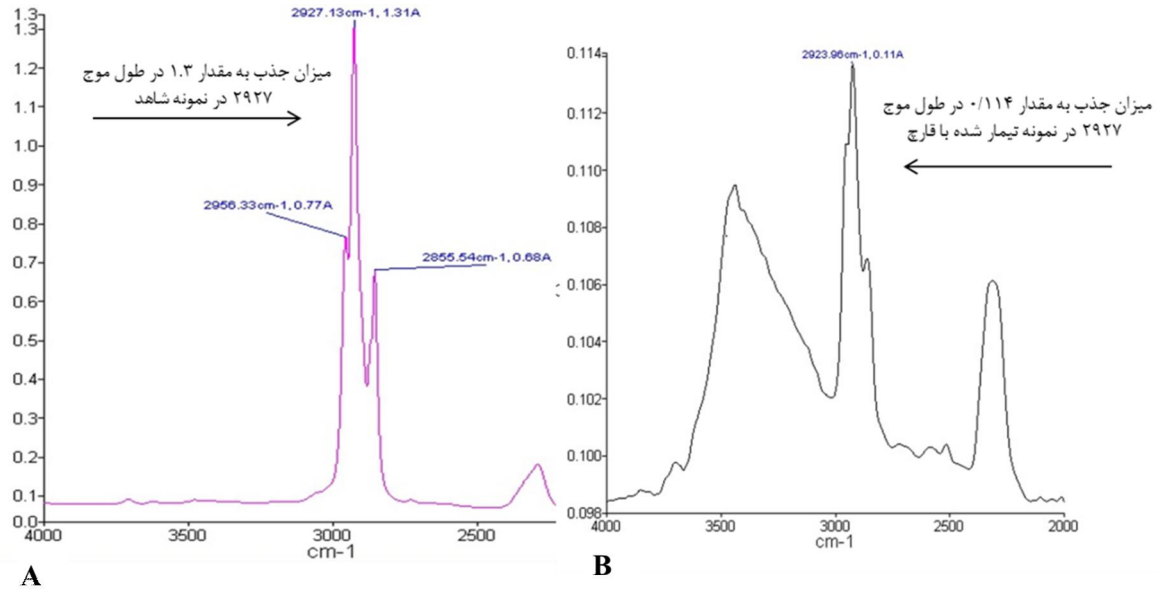 2927.13cm-1, 1.31A
میزان جذب به مقدار ۱.۳ در طول موج
۲۹۲۷ در نمونه شاهد
2956.33cm-1, 0.77A
2855.54cm-1, 0.68A
1.3
1.3
1.2
1.1
1.0
0.9
0.8
0.7
0.6
0.5
0.4
0.3
0.2
0.1
0.0
4000
3500
3000
2500
cm-1
A
2923.96cm-1,0.11A
میزان جذب به مقدار ۰/۱۱۴ در طول موج
۲۹۲۷ در نمونه تیمار شده با قارچ
0.114
0.112
0.110
0.108
0.106
0.104
0.102
0.100
0.098
4000
3500
3000
2500
2000
cm-1
B